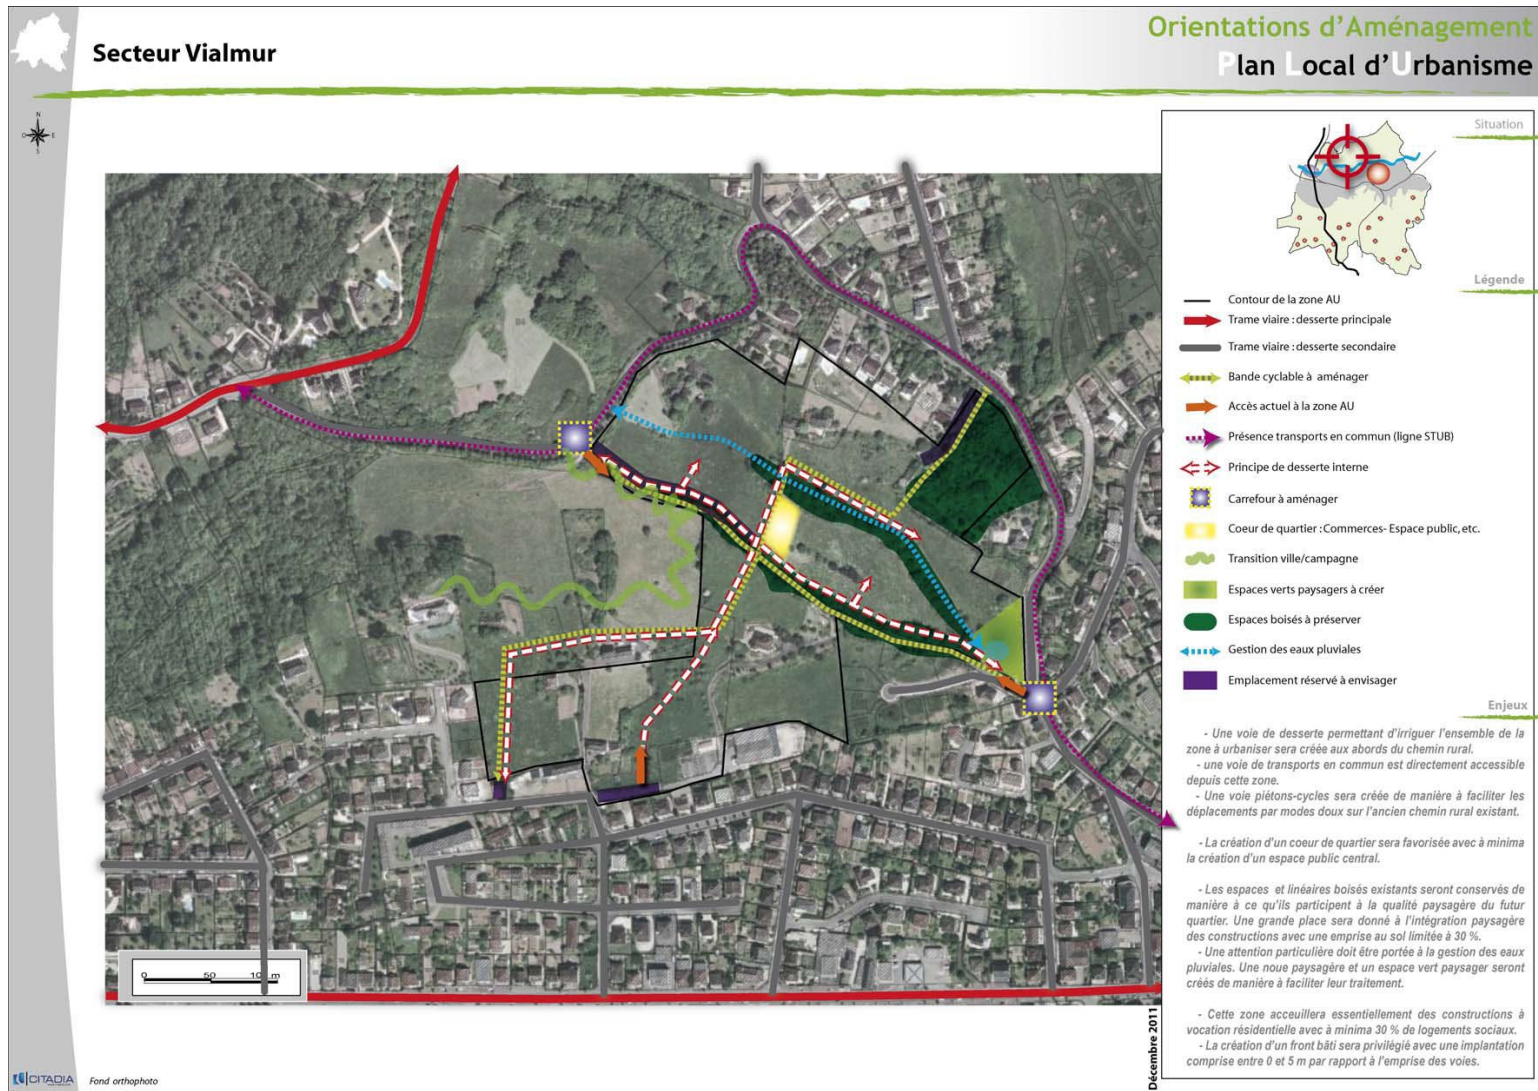 Secteur Vialmur
Orientations d'Aménagement
Plan Local d'Urbanisme
N
O
E
S
Situation
Légende
Contour de la zone AU
Trame viaire : desserte principale
Trame viaire : desserte secondaire
Bande cyclable à aménager
Accès actuel à la zone AU
Présence transports en commun (ligne STUB)
Principe de desserte interne
Carrefour à aménager
Coeur de quartier : Commerces- Espace public, etc.
Transition ville/campagne
Espaces verts paysagers à créer
Espaces boisés à préserver
Gestion des eaux pluviales
Emplacement réservé à envisager
Enjeux
- Une voie de desserte permettant d'irriguer l'ensemble de la
zone à urbaniser sera créée aux abords du chemin rural.
- une voie de transports en commun est directement accessible
depuis cette zone.
- Une voie piétons-cycles sera créée de manière à faciliter les
déplacements par modes doux sur l'ancien chemin rural existant.
- La création d'un coeur de quartier sera favorisée avec à minima
la création d'un espace public central.
- Les espaces et linéaires boisés existants seront conservés de
manière à ce qu'ils participent à la qualité paysagère du futur
quartier. Une grande place sera donné à l'intégration paysagère
des constructions avec une emprise au sol limitée à 30 %.
- Une attention particulière doit être portée à la gestion des eaux
pluviales. Une noue paysagère et un espace vert paysager seront
créés de manière à faciliter leur traitement.
- Cette zone acceuillera essentiellement des constructions à
vocation résidentielle avec à minima 30 % de logements sociaux.
- La création d'un front bâti sera privilégié avec une implantation
comprise entre 0 et 5 m par rapport à l'emprise des voies.
0 50 100 m
Décembre 2011
CITADIA
Fond orthophoto